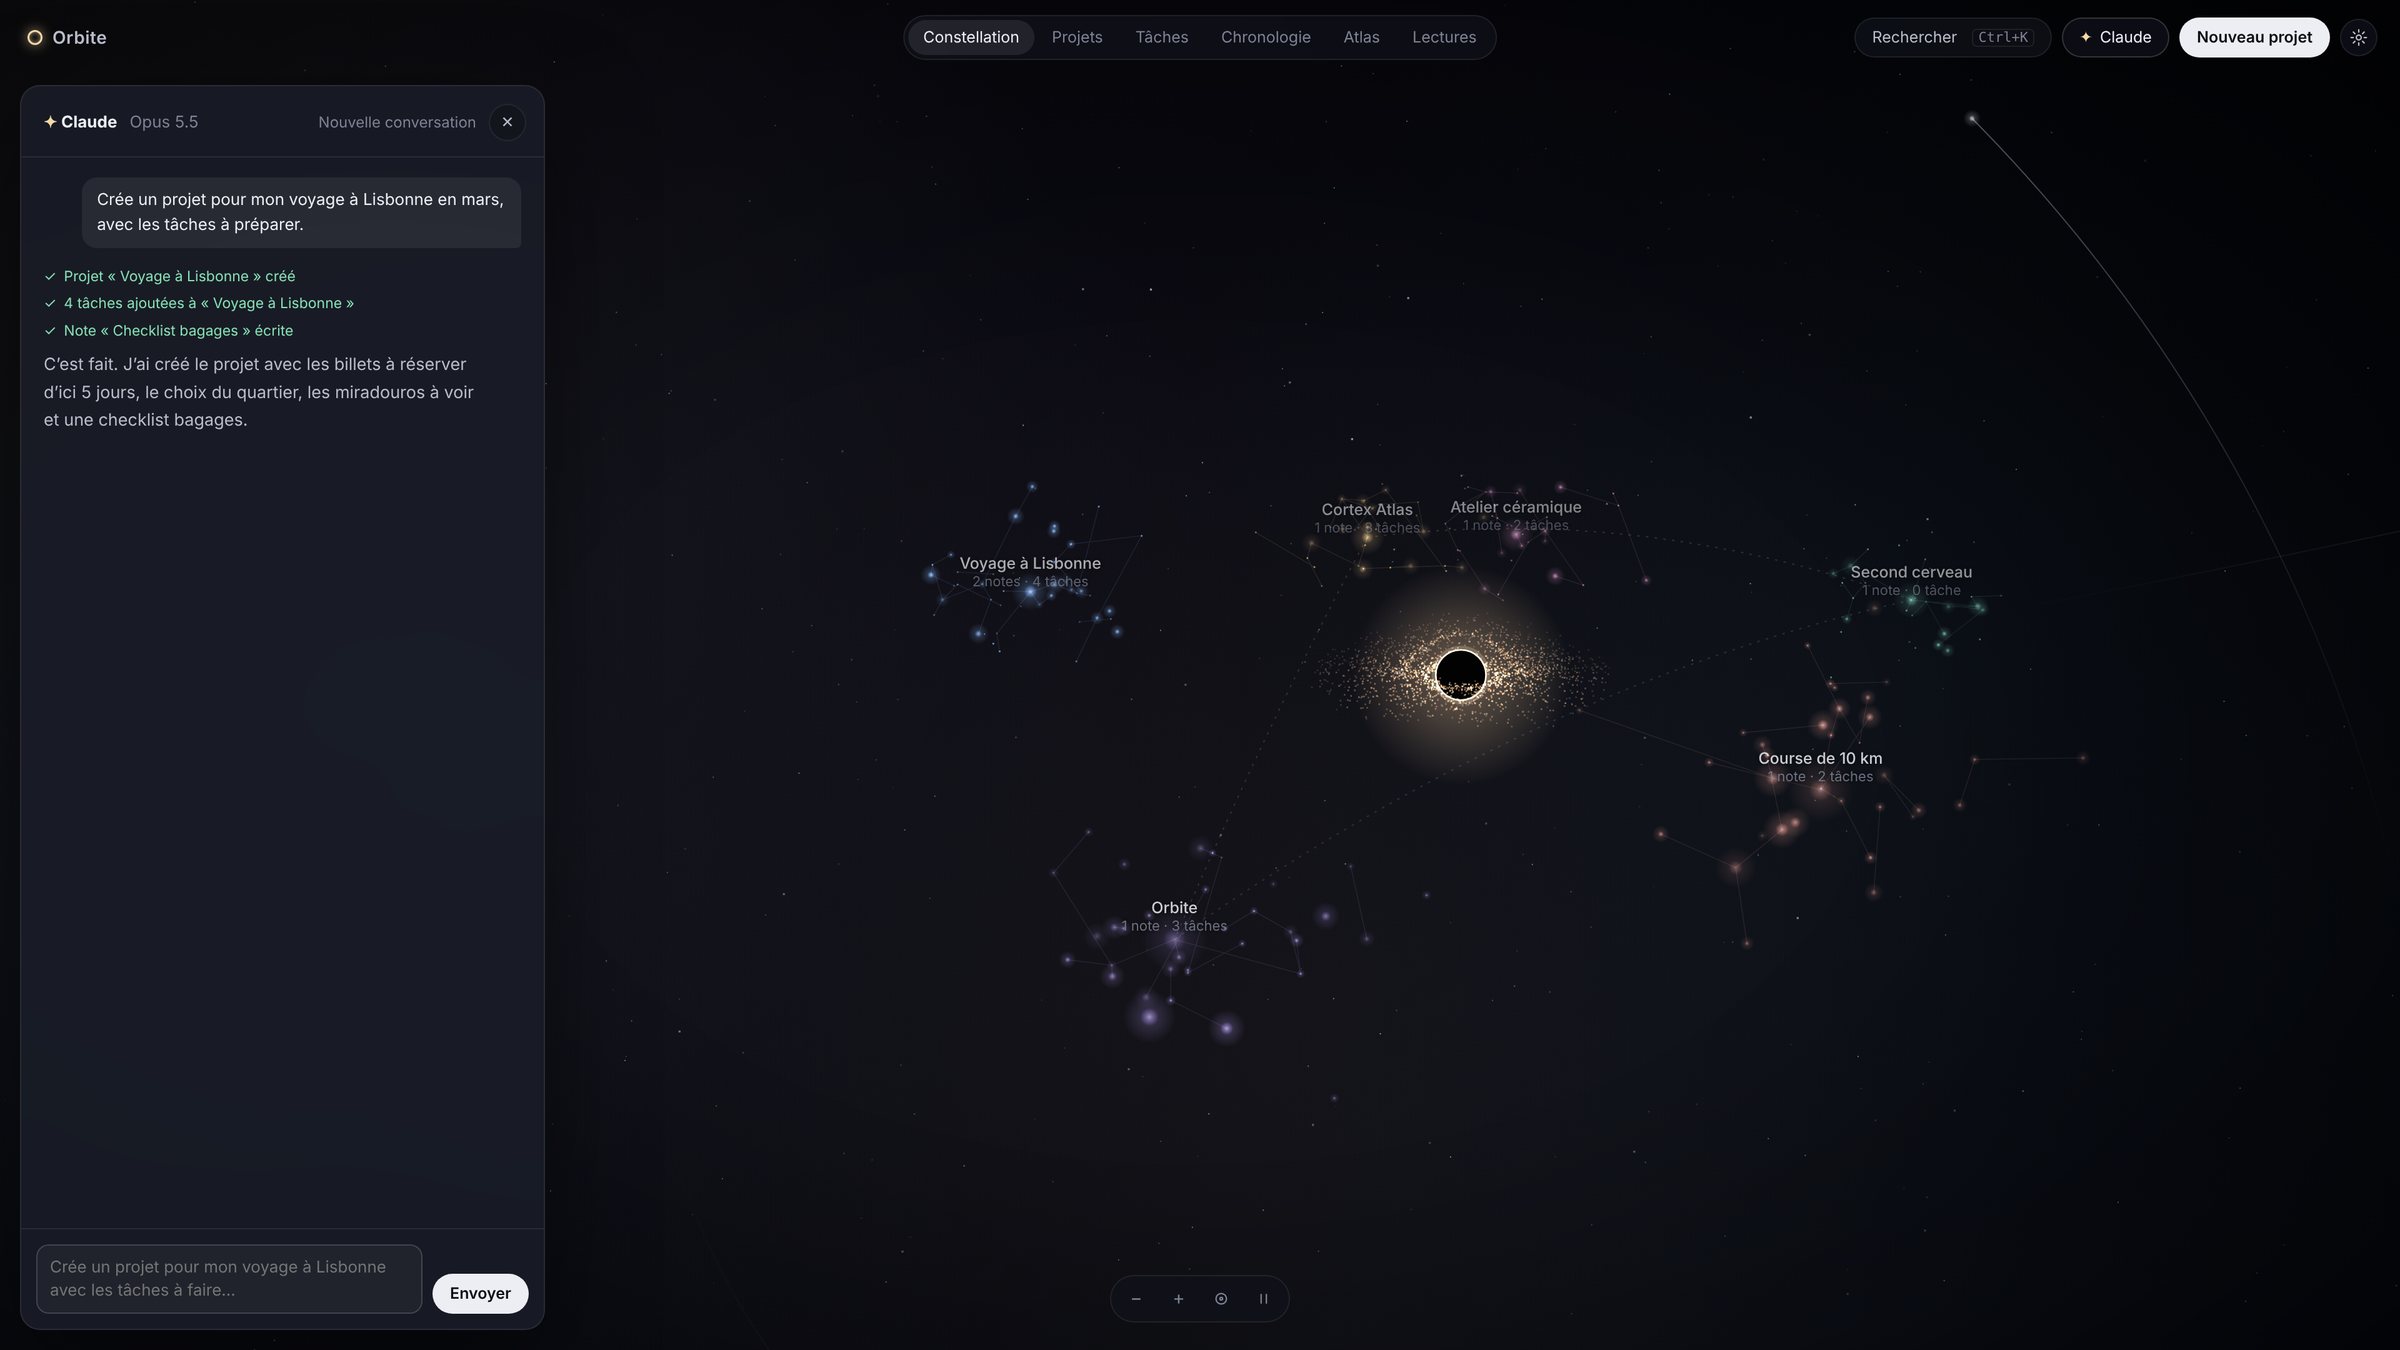 Orbite
Constellation
Projets
Tâches
Chronologie
Atlas
Lectures
Rechercher Ctrl+K
✦ Claude
Nouveau projet
✦ Claude Opus 5.5
Nouvelle conversation
Crée un projet pour mon voyage à Lisbonne en mars,
avec les tâches à préparer.
✓ Projet « Voyage à Lisbonne » créé
✓ 4 tâches ajoutées à « Voyage à Lisbonne »
✓ Note « Checklist bagages » écrite
C’est fait. J’ai créé le projet avec les billets à réserver
d’ici 5 jours, le choix du quartier, les miradouros à voir
et une checklist bagages.
Crée un projet pour mon voyage à Lisbonne
avec les tâches à faire…
Envoyer
Cortex Atlas
1 note · 3 tâches
Atelier céramique
1 note · 2 tâches
Voyage à Lisbonne
2 notes · 4 tâches
Second cerveau
1 note · 0 tâche
Course de 10 km
1 note · 2 tâches
Orbite
1 note · 3 tâches